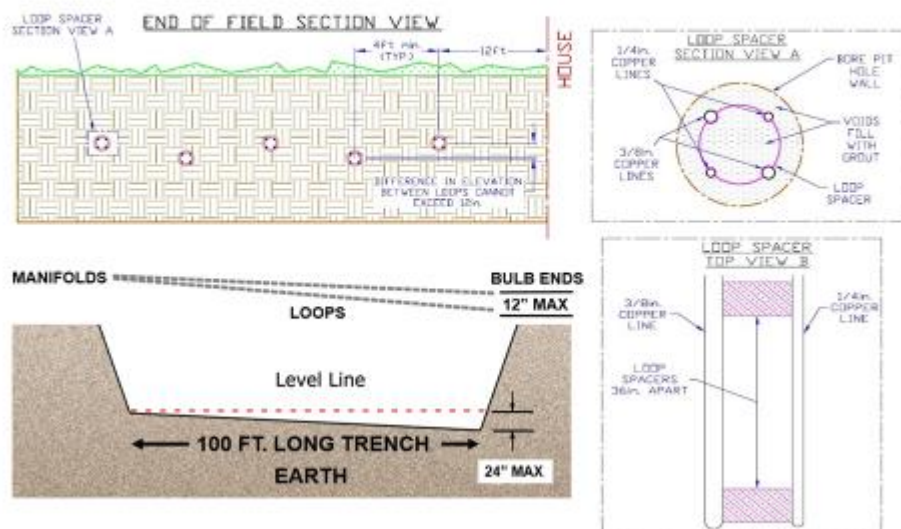 END OF FIELD SECTION VIEW
LOOP SPACER
SECTION VIEW A
4ft min.
(TYP.)
12ft
HOUSE
DIFFERENCE IN ELEVATION
BETWEEN LOOPS CANNOT
EXCEED 12in.
LOOP SPACER
SECTION VIEW A
1/4in.
COPPER
LINES
BORE PIT
HOLE
WALL
VOIDS
FILL
WITH
GROUT
3/8in.
COPPER
LINES
LOOP
SPACER
MANIFOLDS
BULB ENDS
12" MAX
LOOPS
Level Line
100 FT. LONG TRENCH
EARTH
24" MAX
LOOP SPACER
TOP VIEW B
3/8in.
COPPER
LINE
1/4in.
COPPER
LINE
LOOP
SPACERS
36in. APART